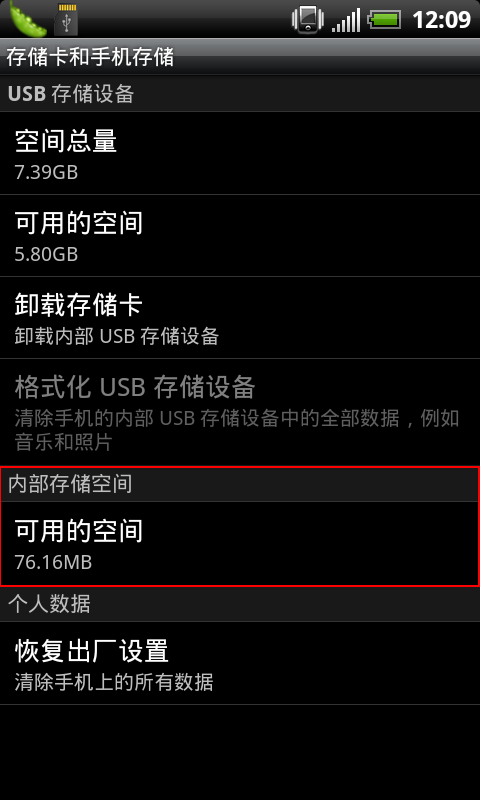 12:09
存储卡和手机存储
USB 存储设备
空间总量
7.39GB
可用的空间
5.80GB
卸载存储卡
卸载内部 USB 存储设备
格式化 USB 存储设备
清除手机的内部 USB 存储设备中的全部数据，例如
音乐和照片
内部存储空间
可用的空间
76.16MB
个人数据
恢复出厂设置
清除手机上的所有数据